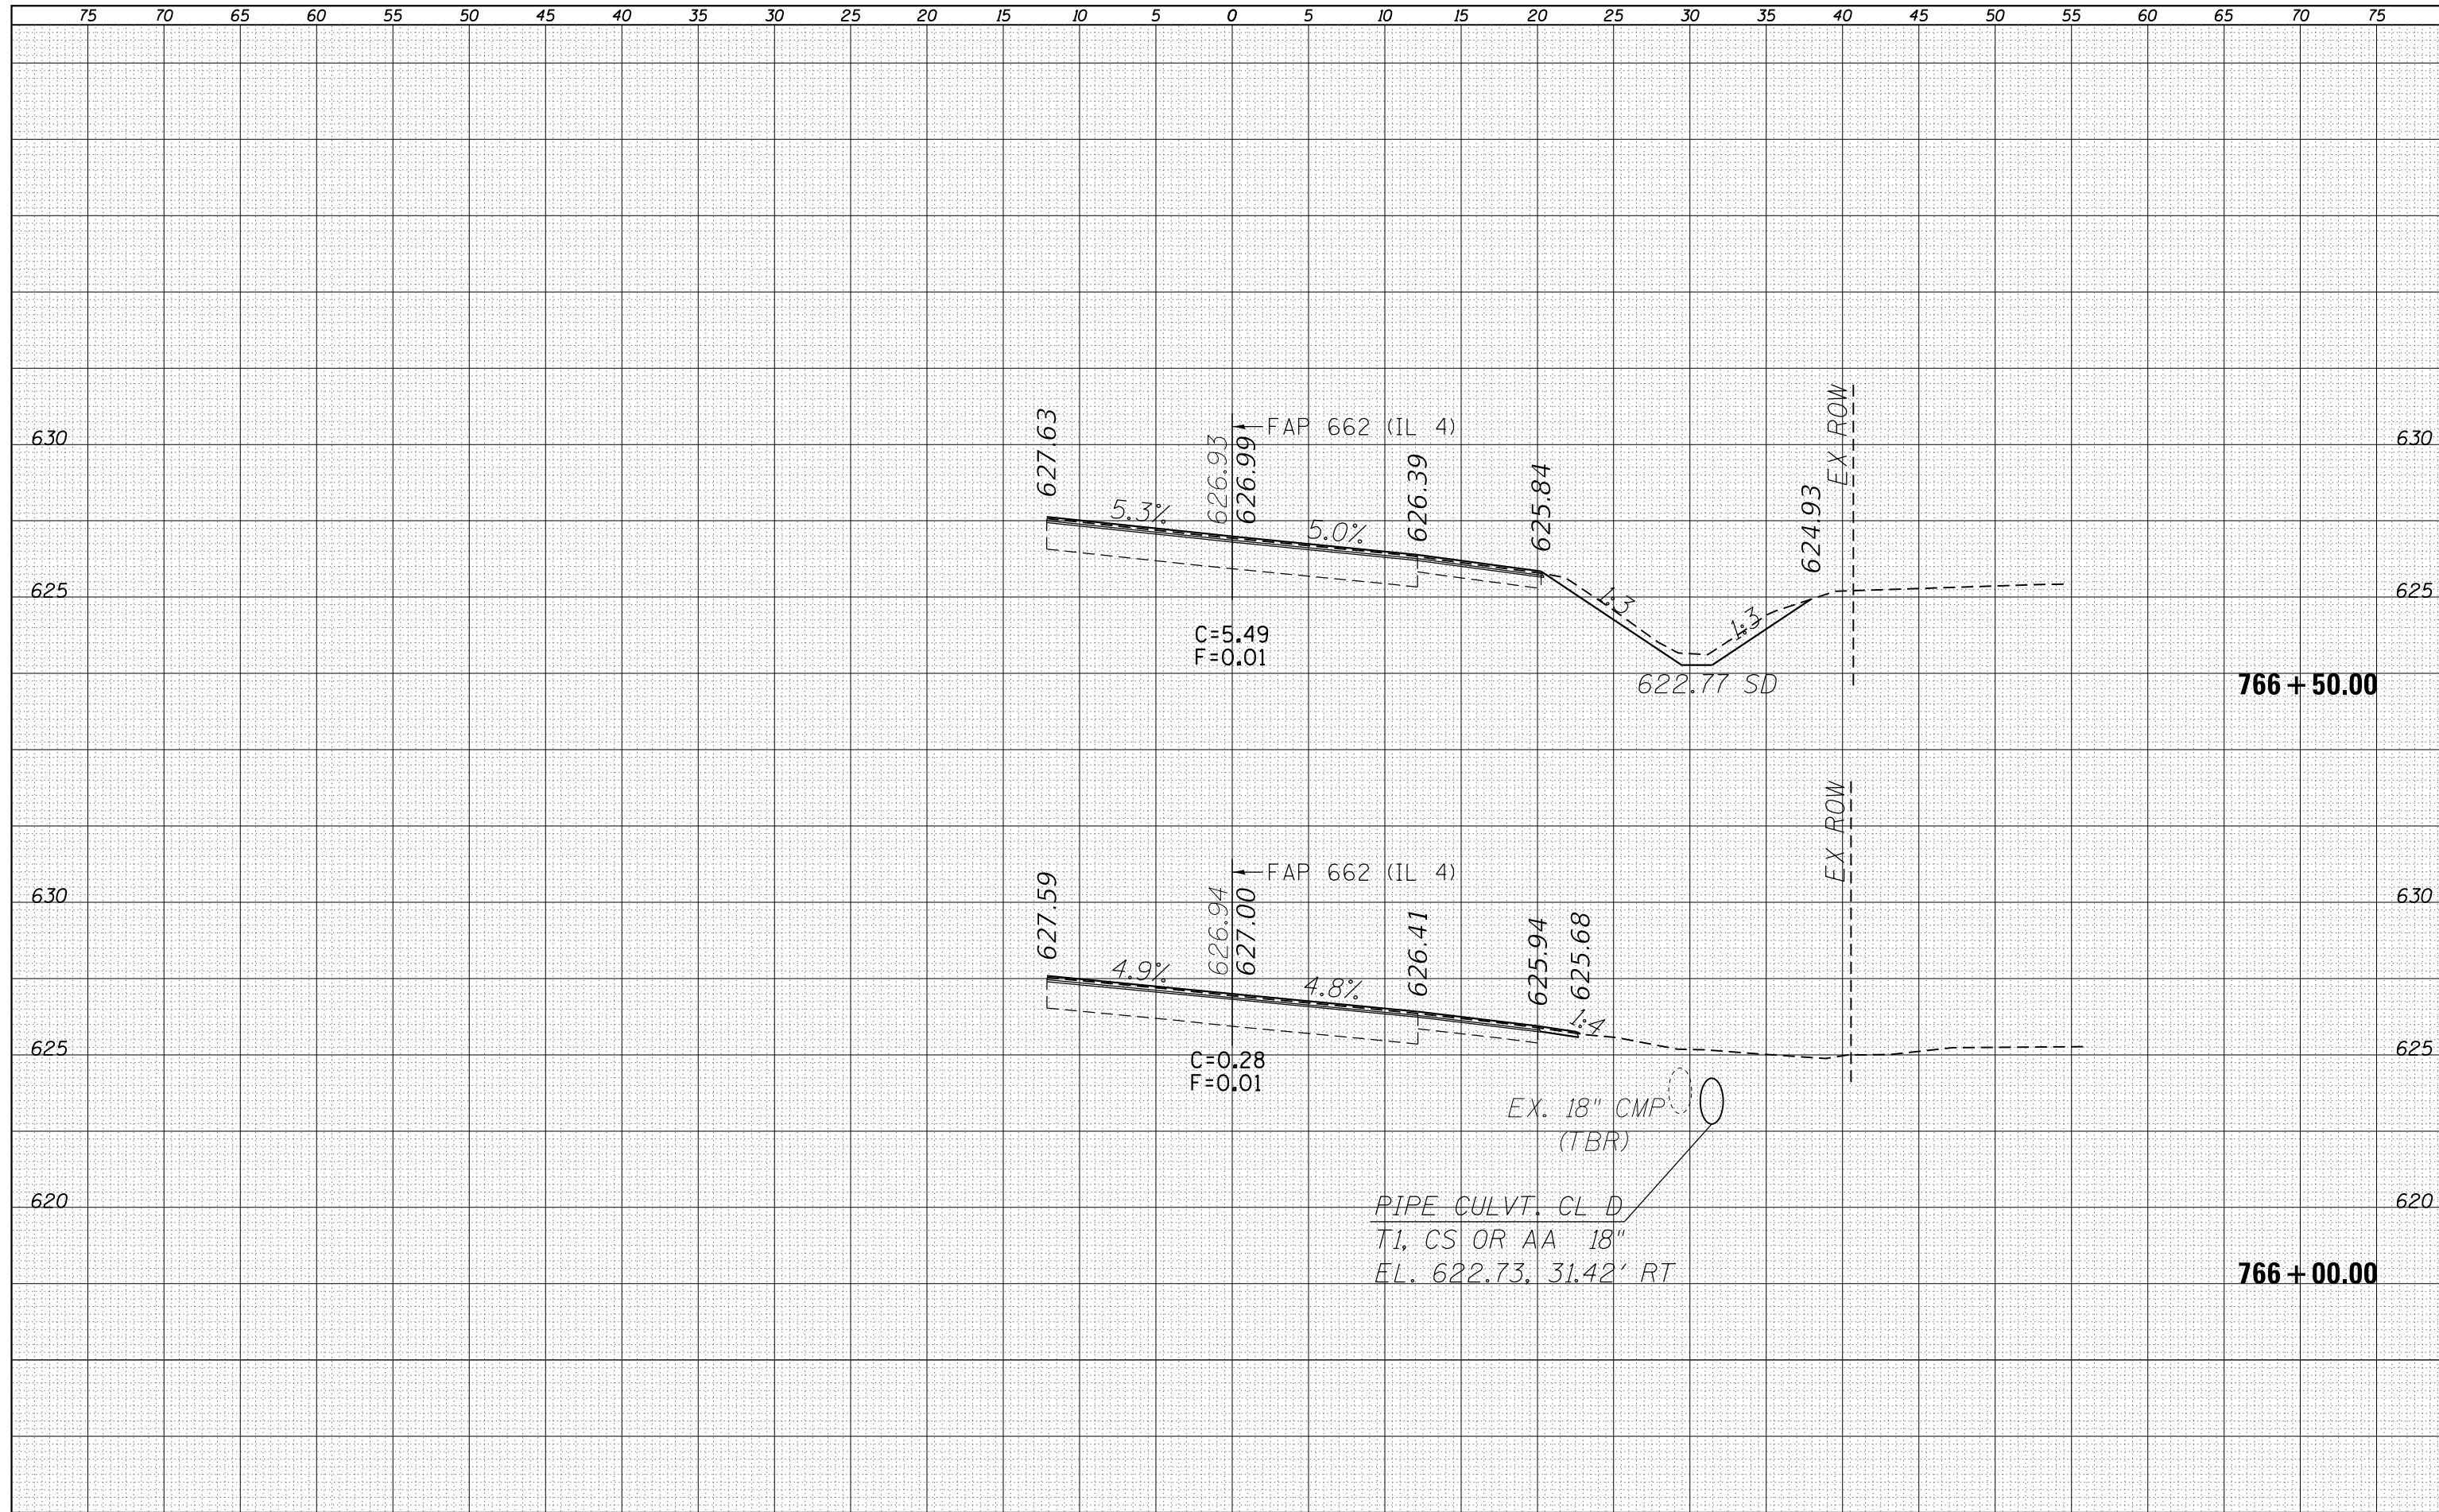 75 70 65 60 55 50 45 40 35 30 25 20 15 10 5 0 5 10 15 20 25 30 35 40 45 50 55 60 65 70 75
EX ROW
FAP 662 (IL 4)
630
630
627.63
626.93
626.99
626.39
625.84
624.93
5.3%
5.0%
1:3
1:3
625
625
C=5.49
F=0.01
622.77 SD
766+50.00
EX ROW
FAP 662 (IL 4)
630
630
627.59
626.94
627.00
626.41
625.94
625.68
4.9%
4.8%
1:4
625
625
C=0.28
F=0.01
EX. 18" CMP
(TBR)
620
620
PIPE CULVT. CL D
T1, CS OR AA 18"
EL. 622.73, 31.42' RT
766+00.00